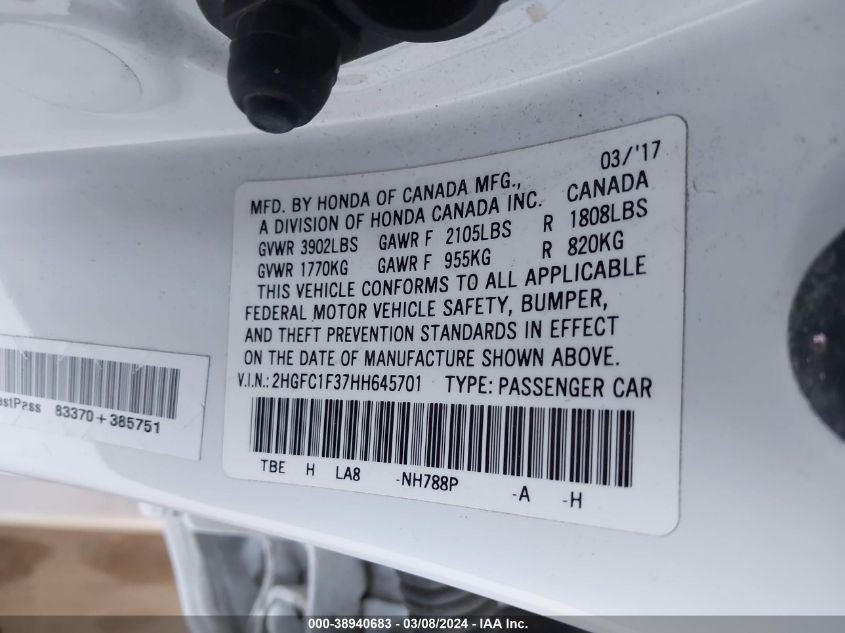 03/'17
MFD. BY HONDA OF CANADA MFG.,
A DIVISION OF HONDA CANADA INC. CANADA
GVWR 3902LBS GAWR F 2105LBS R 1808LBS
GVWR 1770KG GAWR F 955KG R 820KG
THIS VEHICLE CONFORMS TO ALL APPLICABLE
FEDERAL MOTOR VEHICLE SAFETY, BUMPER,
AND THEFT PREVENTION STANDARDS IN EFFECT
ON THE DATE OF MANUFACTURE SHOWN ABOVE.
V.I.N.: 2HGFC1F37HH645701 TYPE: PASSENGER CAR
TBE H LA8 -NH788P -A -H
astPass 83370+385751
000-38940683 - 03/08/2024 - IAA Inc.